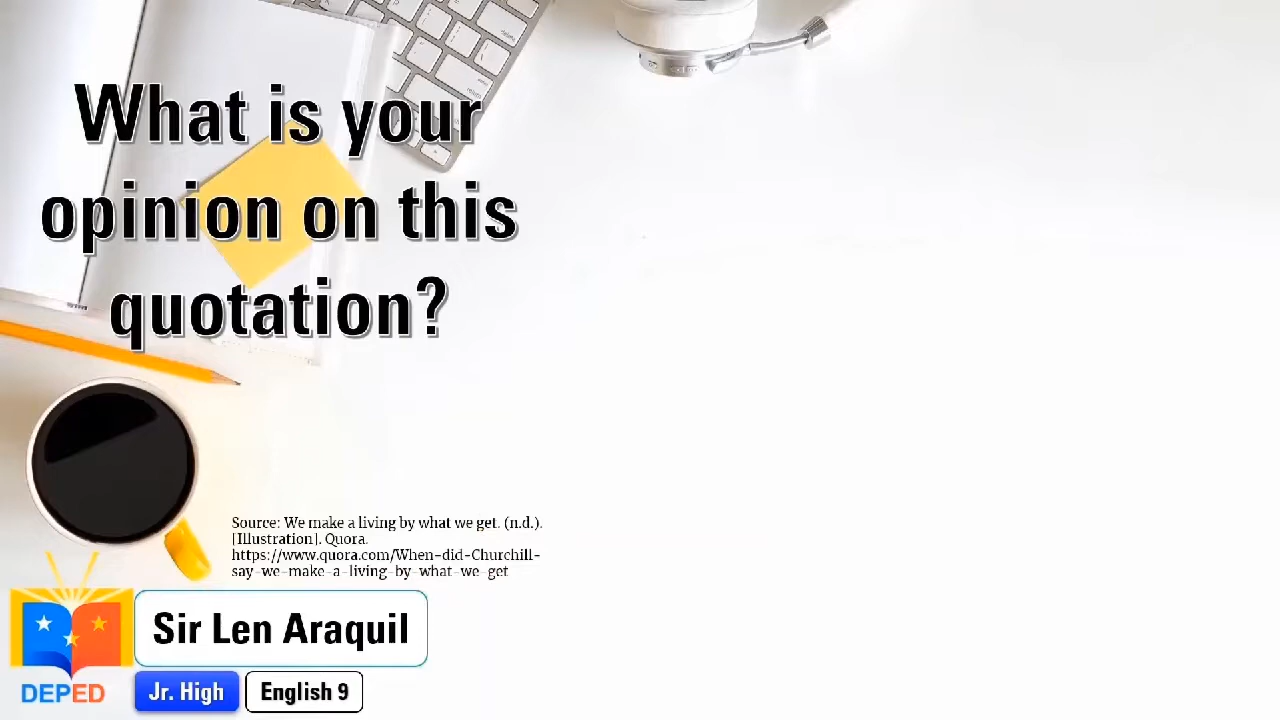 What is your
opinion on this
quotation?
Source: We make a living by what we get. (n.d.).
[Illustration]. Quora.
https://www.quora.com/When-did-Churchill-
say-we-make-a-living-by-what-we-get
Sir Len Araquil
DEPED
Jr. High
English 9